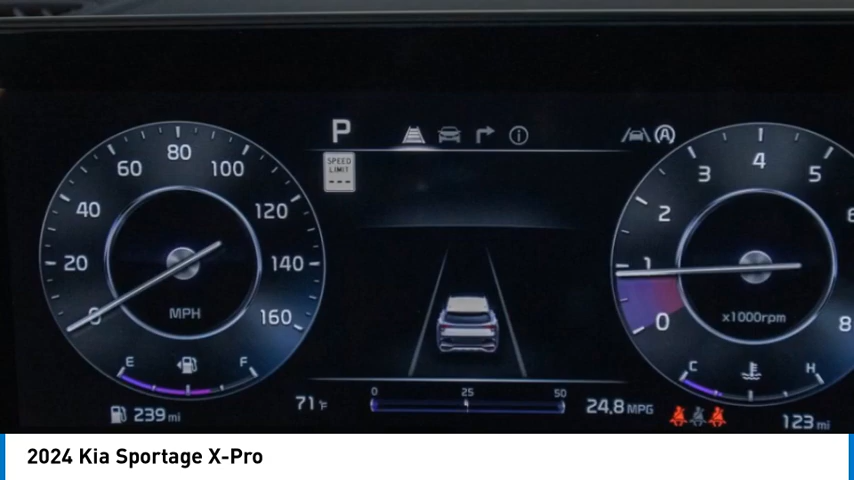 P
SPEED
LIMIT
---
0 20 40 60 80 100 120 140 160
MPH
E F
239 mi
71°F
0 25 50
24.8 MPG
0 1 2 3 4 5 6 8
x1000rpm
C H
123 mi
2024 Kia Sportage X-Pro